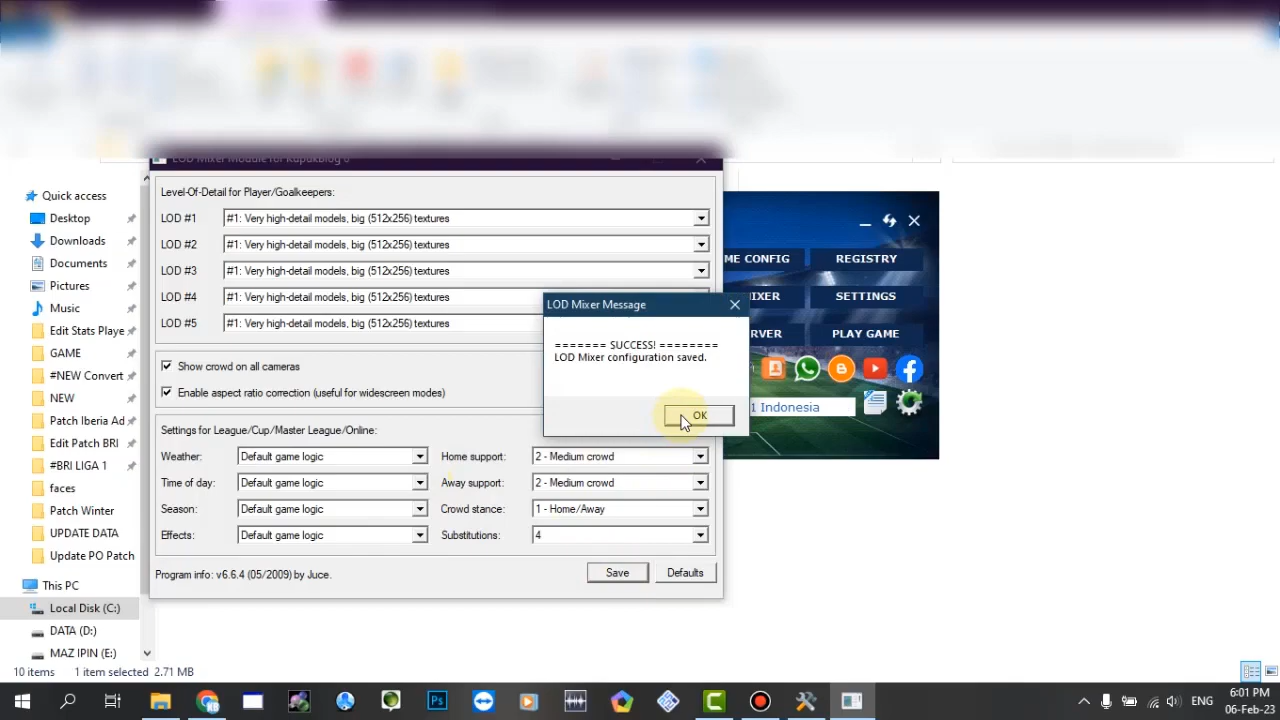 LOD Mixer Module for Kapukblog 6
Quick access
Desktop
Downloads
Documents
Pictures
Music
Edit Stats Playe
GAME
#NEW Convert
NEW
Patch Iberia Ad
Edit Patch BRI
#BRI LIGA 1
faces
Patch Winter
UPDATE DATA
Update PO Patch
This PC
Local Disk (C:)
DATA (D:)
MAZ IPIN (E:)
10 items 1 item selected 2.71 MB
Level-Of-Detail for Player/Goalkeepers:
LOD #1 #1: Very high-detail models, big (512x256) textures
LOD #2 #1: Very high-detail models, big (512x256) textures
LOD #3 #1: Very high-detail models, big (512x256) textures
LOD #4 #1: Very high-detail models, big (512x256) textures
LOD #5 #1: Very high-detail models, big (512x256) textures
Show crowd on all cameras
Enable aspect ratio correction (useful for widescreen modes)
Settings for League/Cup/Master League/Online:
Weather: Default game logic Home support: 2 - Medium crowd
Time of day: Default game logic Away support: 2 - Medium crowd
Season: Default game logic Crowd stance: 1 - Home/Away
Effects: Default game logic Substitutions: 4
Program info: v6.6.4 (05/2009) by Juce. Save Defaults
LOD Mixer Message
======= SUCCESS! ========
LOD Mixer configuration saved.
OK
ME CONFIG REGISTRY
IXER SETTINGS
RVER PLAY GAME
1 Indonesia
Ps
ENG
6:01 PM
06-Feb-23